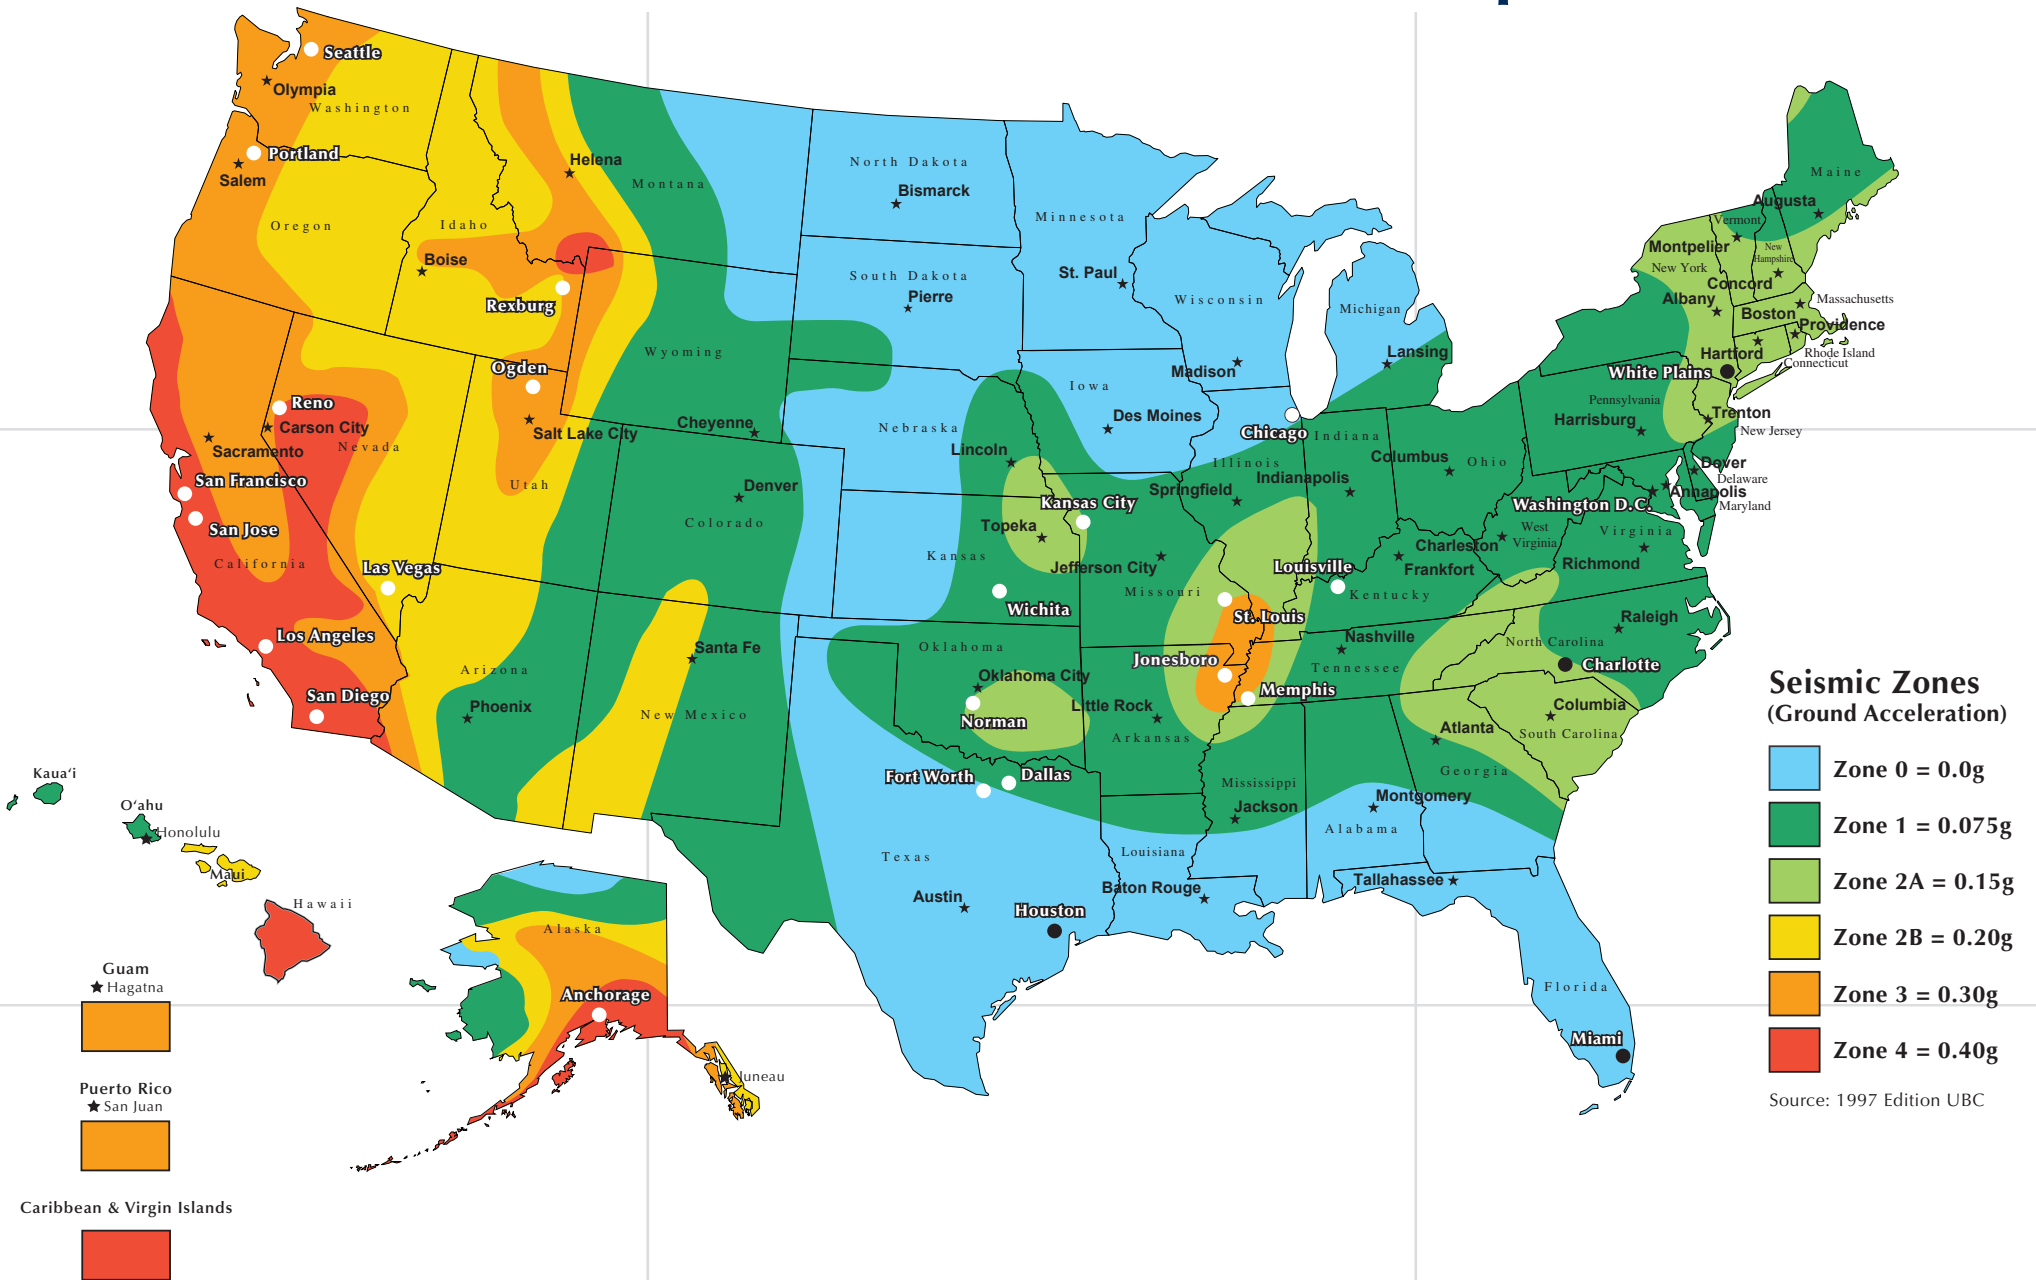 Seattle
Olympia
Washington
Portland
Salem
Oregon
Idaho
Boise
Rexburg
Helena
Montana
North Dakota
Bismarck
Minnesota
St. Paul
South Dakota
Pierre
Wisconsin
Madison
Michigan
Lansing
Maine
Augusta
Vermont
Montpelier
New
Hampshire
New York
Concord
Albany
Massachusetts
Boston
Providence
Rhode Island
Hartford
Connecticut
White Plains
Pennsylvania
Harrisburg
Trenton
New Jersey
Wyoming
Cheyenne
Ogden
Salt Lake City
Utah
Reno
Carson City
Nevada
Sacramento
San Francisco
San Jose
California
Las Vegas
Los Angeles
San Diego
Arizona
Phoenix
Denver
Colorado
Santa Fe
New Mexico
Nebraska
Lincoln
Iowa
Des Moines
Chicago
Illinois
Springfield
Indiana
Indianapolis
Columbus
Ohio
Dover
Delaware
Annapolis
Maryland
Washington D.C.
West
Virginia
Virginia
Charleston
Richmond
Kansas City
Topeka
Kansas
Wichita
Jefferson City
Missouri
St. Louis
Louisville
Frankfort
Kentucky
Nashville
Tennessee
Raleigh
North Carolina
Charlotte
Oklahoma
Oklahoma City
Norman
Jonesboro
Memphis
Little Rock
Arkansas
Atlanta
Georgia
Columbia
South Carolina
Fort Worth
Dallas
Mississippi
Jackson
Montgomery
Alabama
Texas
Austin
Houston
Louisiana
Baton Rouge
Tallahassee
Florida
Miami
Kaua‘i
O‘ahu
Honolulu
Maui
Hawaii
Alaska
Anchorage
Juneau
Guam
Hagatna
Puerto Rico
San Juan
Caribbean & Virgin Islands
Seismic Zones
(Ground Acceleration)
Zone 0 = 0.0g
Zone 1 = 0.075g
Zone 2A = 0.15g
Zone 2B = 0.20g
Zone 3 = 0.30g
Zone 4 = 0.40g
Source: 1997 Edition UBC